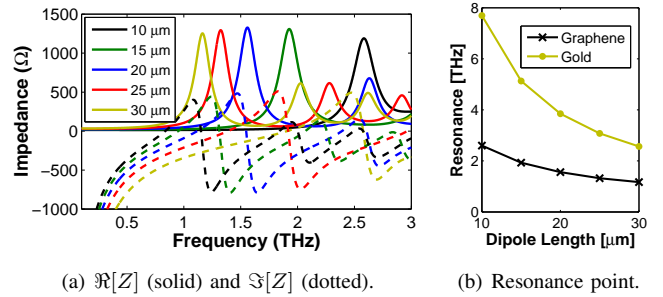 1500
1000
500
0
−500
−1000
Impedance (Ω)
10 μm
15 μm
20 μm
25 μm
30 μm
0.5 1 1.5 2 2.5 3
Frequency (THz)
(a) ℜ[Z] (solid) and ℑ[Z] (dotted).
8
6
4
2
0
Resonance [THz]
Graphene
Gold
10 20 30
Dipole Length [μm]
(b) Resonance point.